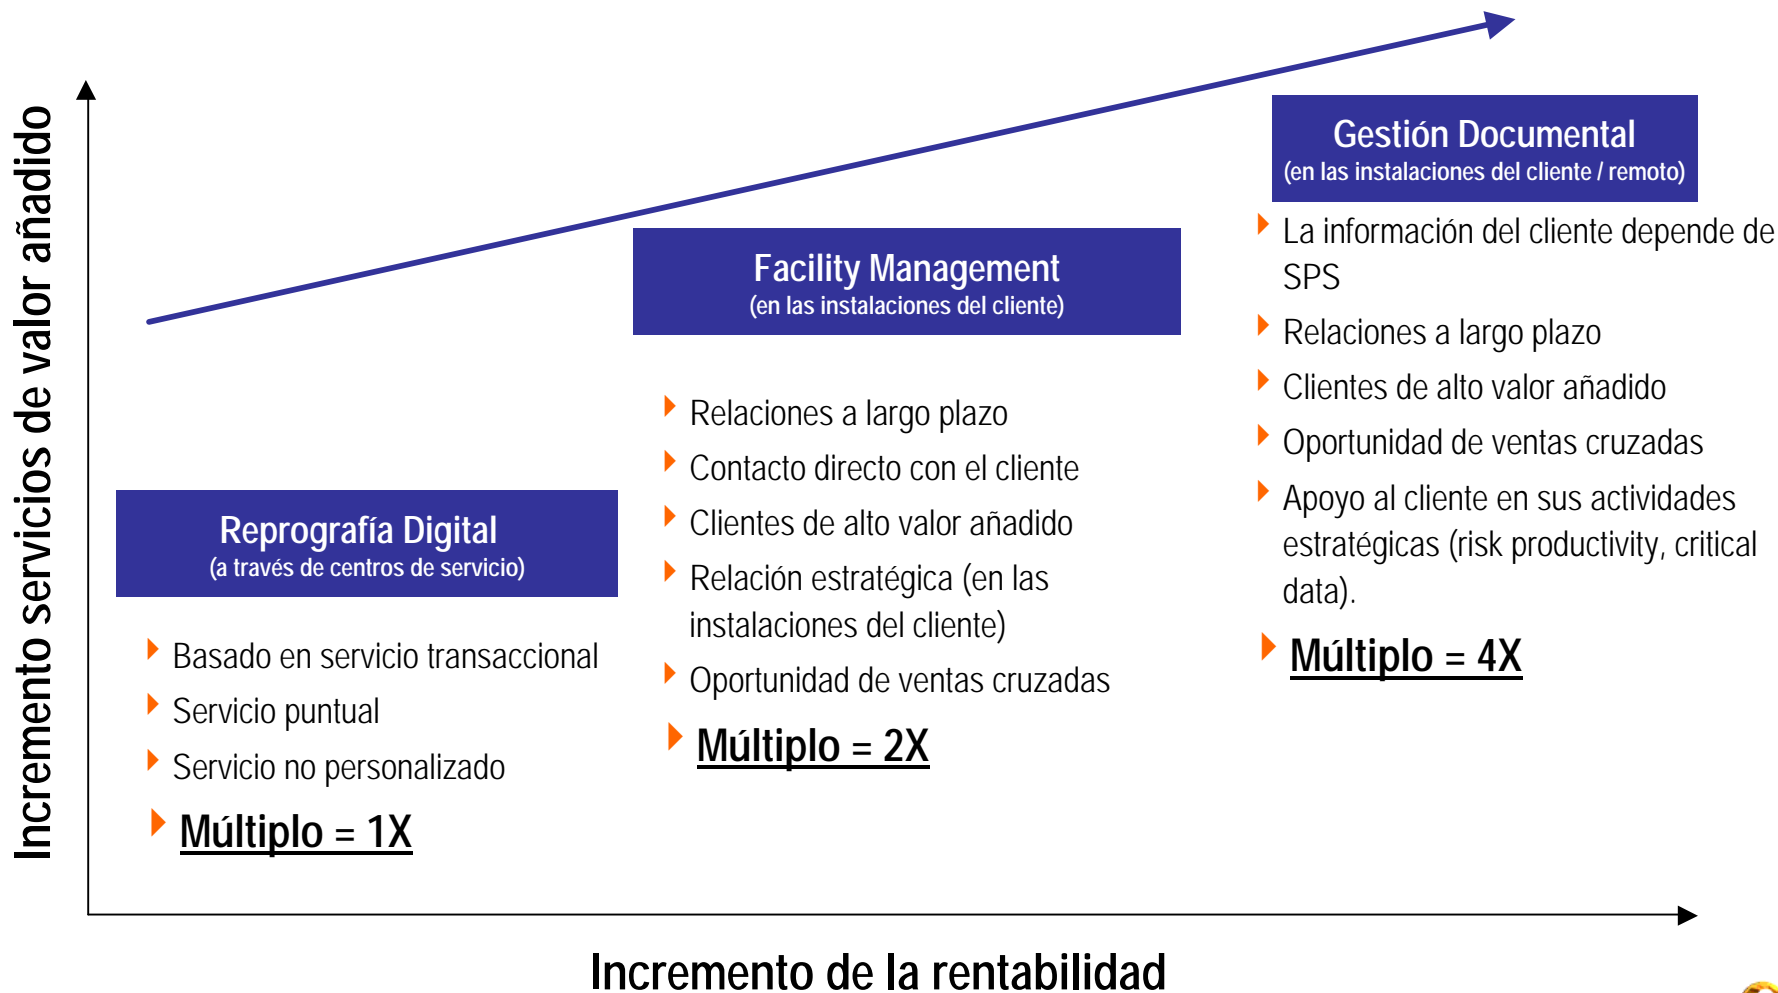 Incremento servicios de valor añadido
Reprografía Digital
(a través de centros de servicio)
Basado en servicio transaccional
Servicio puntual
Servicio no personalizado
Múltiplo = 1X
Facility Management
(en las instalaciones del cliente)
Relaciones a largo plazo
Contacto directo con el cliente
Clientes de alto valor añadido
Relación estratégica (en las
instalaciones del cliente)
Oportunidad de ventas cruzadas
Múltiplo = 2X
Gestión Documental
(en las instalaciones del cliente / remoto)
La información del cliente depende de
SPS
Relaciones a largo plazo
Clientes de alto valor añadido
Oportunidad de ventas cruzadas
Apoyo al cliente en sus actividades
estratégicas (risk productivity, critical
data).
Múltiplo = 4X
Incremento de la rentabilidad